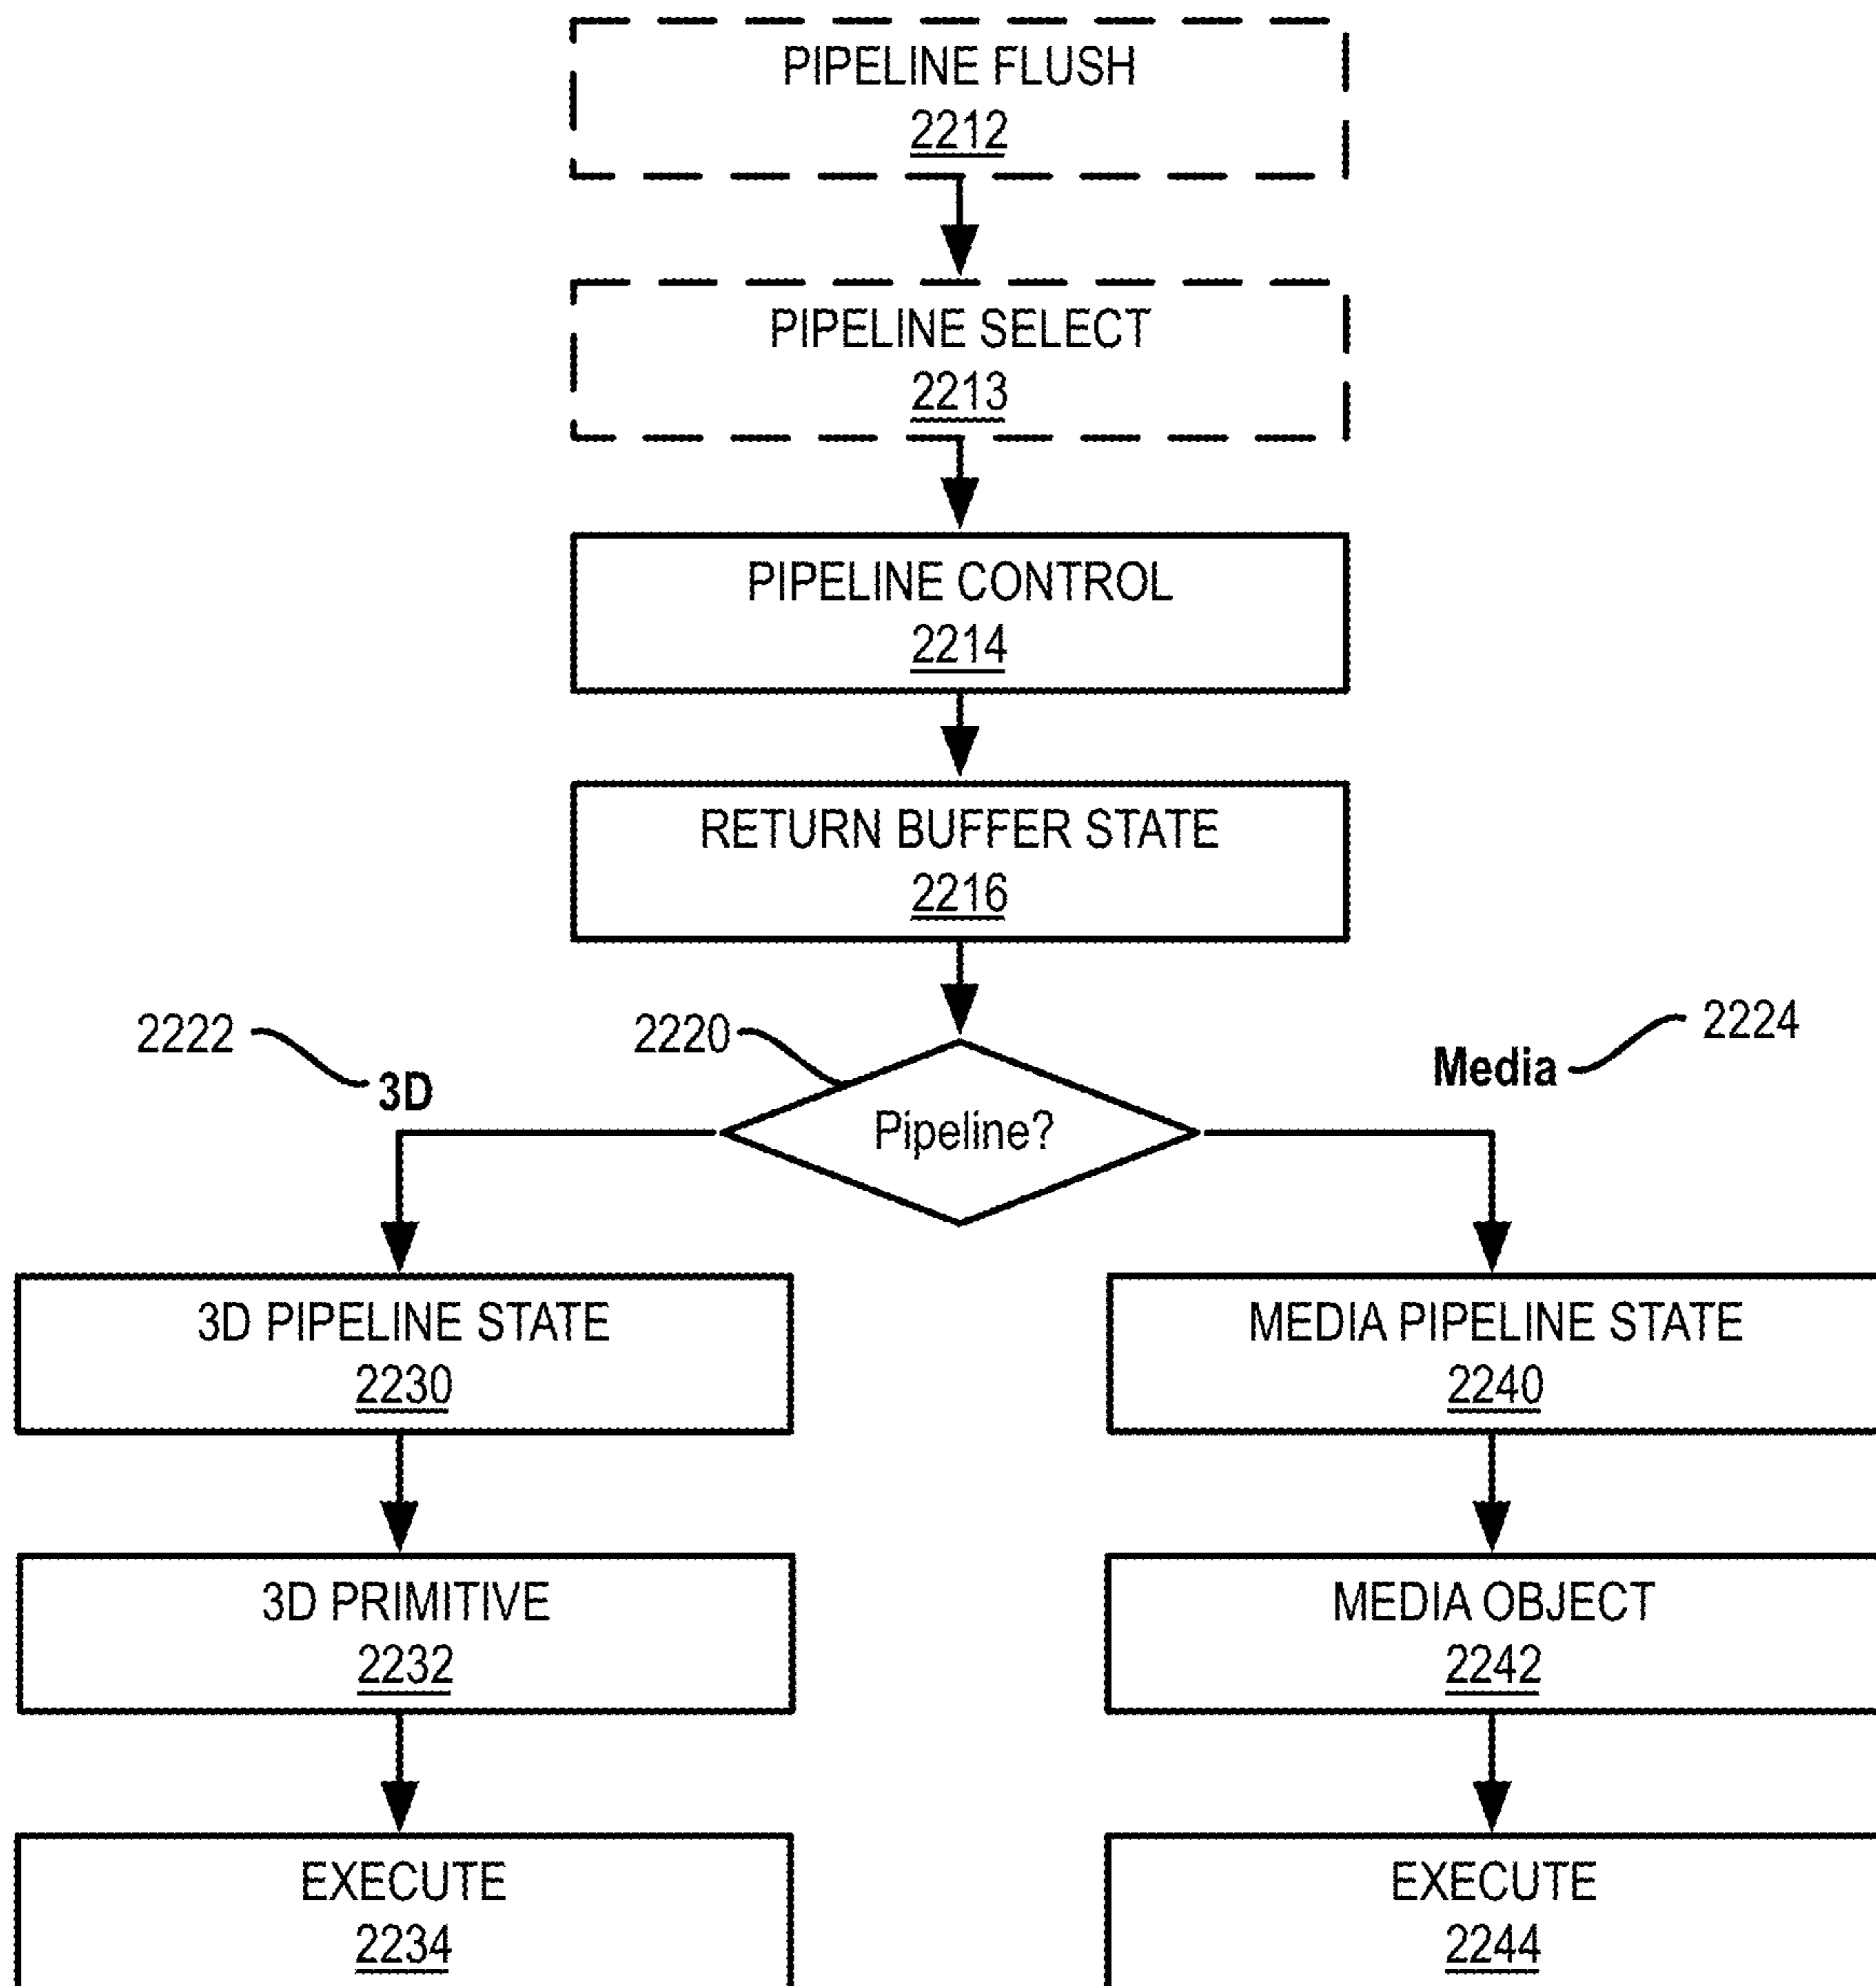 PIPELINE FLUSH
2212
PIPELINE SELECT
2213
PIPELINE CONTROL
2214
RETURN BUFFER STATE
2216
2222
3D
2220
Pipeline?
Media
2224
3D PIPELINE STATE
2230
MEDIA PIPELINE STATE
2240
3D PRIMITIVE
2232
MEDIA OBJECT
2242
EXECUTE
2234
EXECUTE
2244